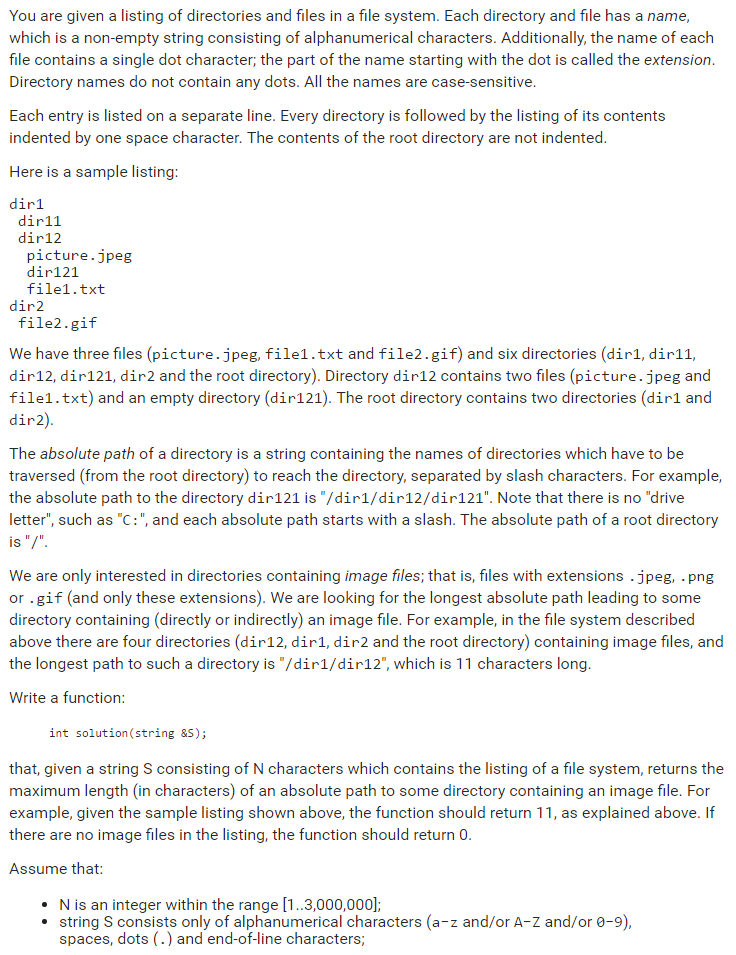 You are given a listing of directories and files in a file system. Each directory and file has a name,
which is a non-empty string consisting of alphanumerical characters. Additionally, the name of each
file contains a single dot character; the part of the name starting with the dot is called the extension.
Directory names do not contain any dots. All the names are case-sensitive.
Each entry is listed on a separate line. Every directory is followed by the listing of its contents
indented by one space character. The contents of the root directory are not indented.
Here is a sample listing:
dir1
 dir11
 dir12
  picture.jpeg
  dir121
  file1.txt
dir2
 file2.gif
We have three files (picture.jpeg, file1.txt and file2.gif) and six directories (dir1, dir11,
dir12, dir121, dir2 and the root directory). Directory dir12 contains two files (picture.jpeg and
file1.txt) and an empty directory (dir121). The root directory contains two directories (dir1 and
dir2).
The absolute path of a directory is a string containing the names of directories which have to be
traversed (from the root directory) to reach the directory, separated by slash characters. For example,
the absolute path to the directory dir121 is "/dir1/dir12/dir121". Note that there is no "drive
letter", such as "C:", and each absolute path starts with a slash. The absolute path of a root directory
is "/".
We are only interested in directories containing image files; that is, files with extensions .jpeg, .png
or .gif (and only these extensions). We are looking for the longest absolute path leading to some
directory containing (directly or indirectly) an image file. For example, in the file system described
above there are four directories (dir12, dir1, dir2 and the root directory) containing image files, and
the longest path to such a directory is "/dir1/dir12", which is 11 characters long.
Write a function:
int solution(string &S);
that, given a string S consisting of N characters which contains the listing of a file system, returns the
maximum length (in characters) of an absolute path to some directory containing an image file. For
example, given the sample listing shown above, the function should return 11, as explained above. If
there are no image files in the listing, the function should return 0.
Assume that:
• N is an integer within the range [1..3,000,000];
• string S consists only of alphanumerical characters (a-z and/or A-Z and/or 0-9),
spaces, dots (.) and end-of-line characters;